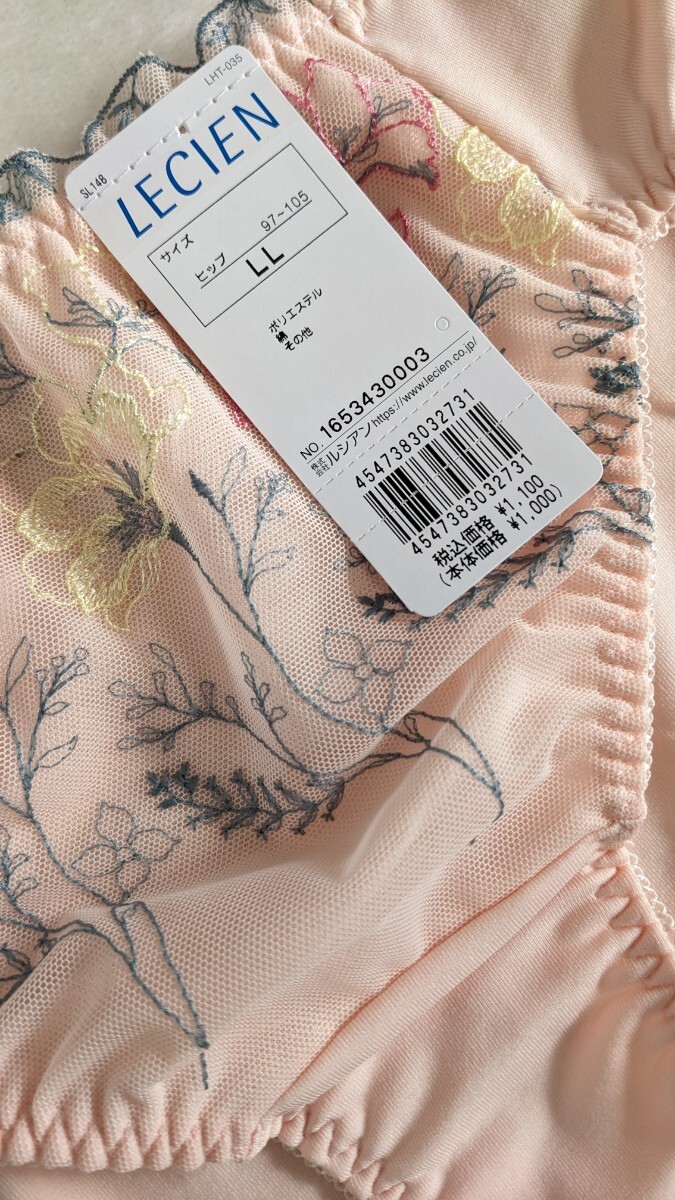 LHT-035
SL148
LECIEN
サイズ
ヒップ 97~105
LL
ポリエステル
綿
その他
NO. 1653430003
株式会社ルシアン https://www.lecien.co.jp/
4547383032731
4547383032731
税込価格 ¥1,100
(本体価格 ¥1,000)